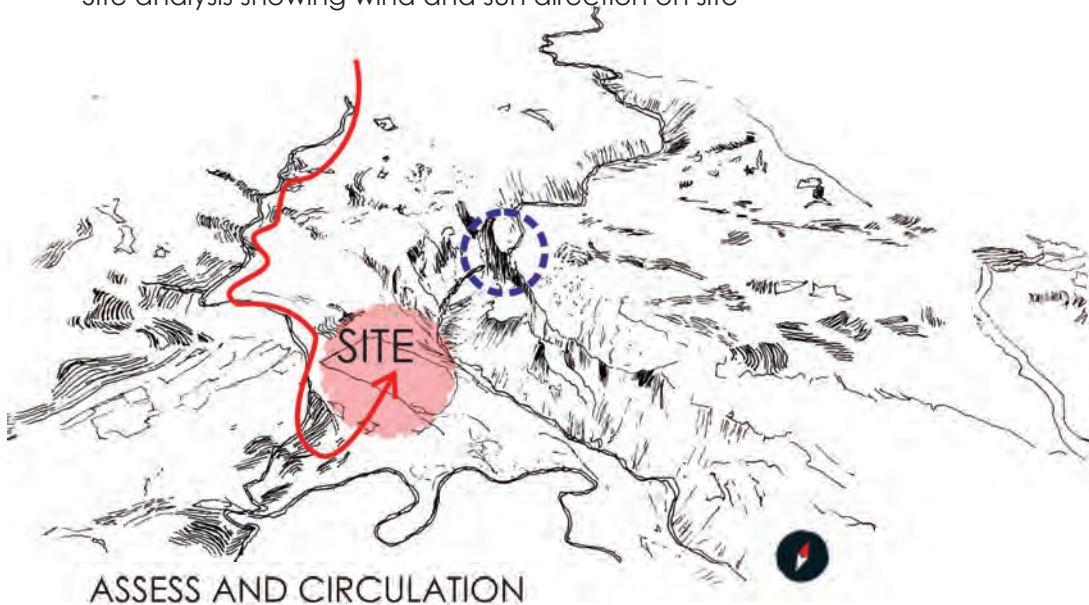 Site analysis showing wind and sun direction on site
SITE
ASSESS AND CIRCULATION